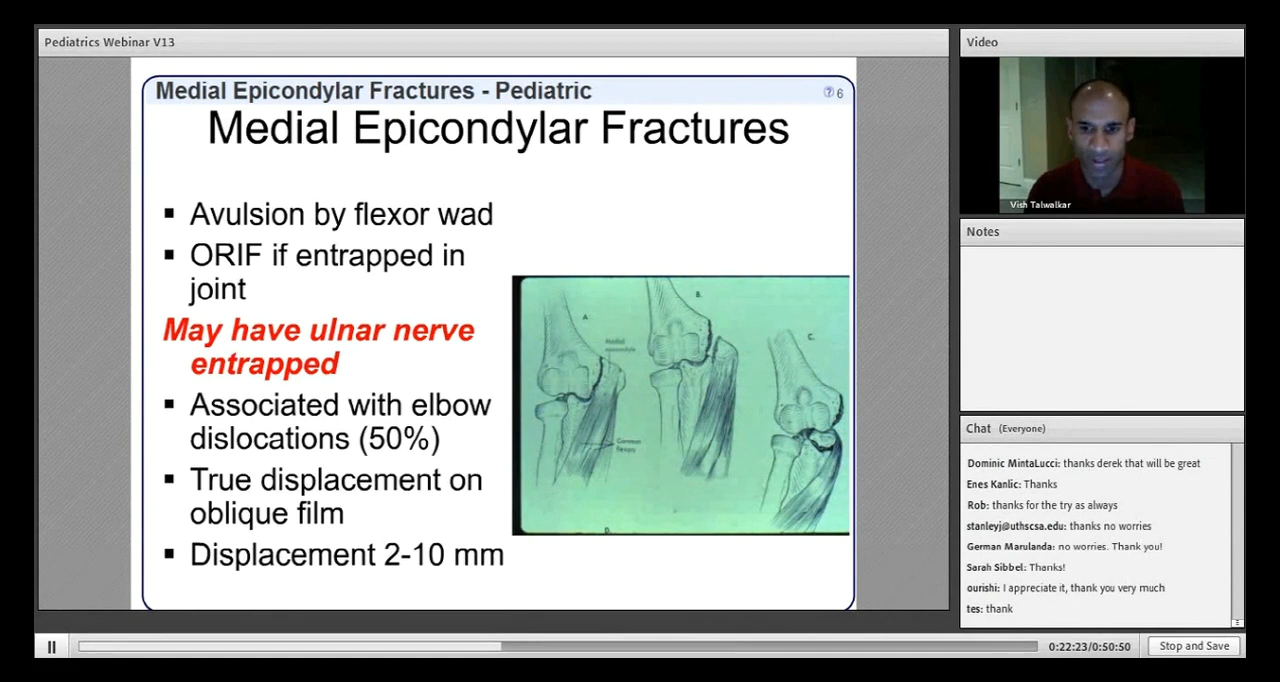 Pediatrics Webinar V13
Medial Epicondylar Fractures - Pediatric
? 6
Medial Epicondylar Fractures
▪ Avulsion by flexor wad
▪ ORIF if entrapped in
joint
May have ulnar nerve
entrapped
▪ Associated with elbow
dislocations (50%)
▪ True displacement on
oblique film
▪ Displacement 2-10 mm
A
Medial
epicondyle
Common
B.
C.
D.
Video
Vish Talwalkar
Notes
Chat (Everyone)
Dominic MintaLucci: thanks derek that will be great
Enes Kanlic: Thanks
Rob: thanks for the try as always
stanleyj@uthscsa.edu: thanks no worries
German Marulanda: no worries. Thank you!
Sarah Sibbel: Thanks!
ourishi: I appreciate it, thank you very much
tes: thank
0:22:23/0:50:50
Stop and Save